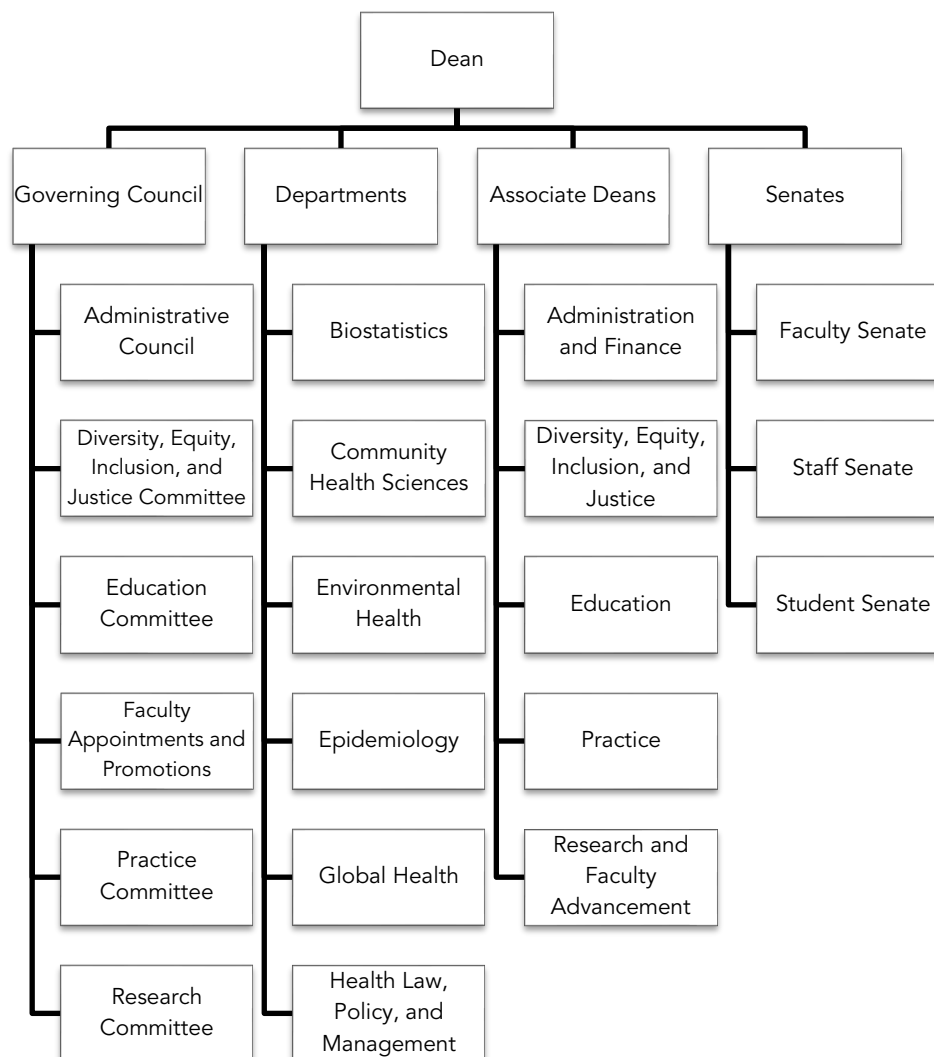 Dean
Governing Council
Departments
Associate Deans
Senates
Administrative
Council
Diversity, Equity,
Inclusion, and
Justice Committee
Education
Committee
Faculty
Appointments and
Promotions
Practice
Committee
Research
Committee
Biostatistics
Community
Health Sciences
Environmental
Health
Epidemiology
Global Health
Health Law,
Policy, and
Management
Administration
and Finance
Diversity, Equity,
Inclusion, and
Justice
Education
Practice
Research and
Faculty
Advancement
Faculty Senate
Staff Senate
Student Senate